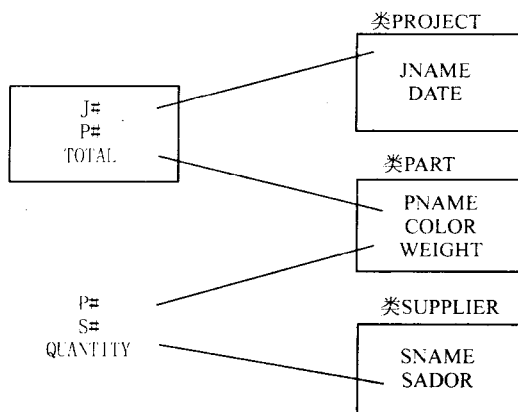 类PROJECT
JNAME
DATE
J#
P#
TOTAL
类PART
PNAME
COLOR
WEIGHT
P#
S#
QUANTITY
类SUPPLIER
SNAME
SADOR